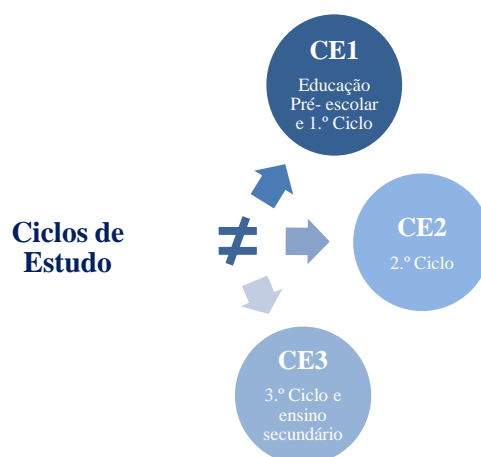 CE1
Educação
Pré- escolar
e 1.º Ciclo
Ciclos de
Estudo
≠
CE2
2.º Ciclo
CE3
3.º Ciclo e
ensino
secundário